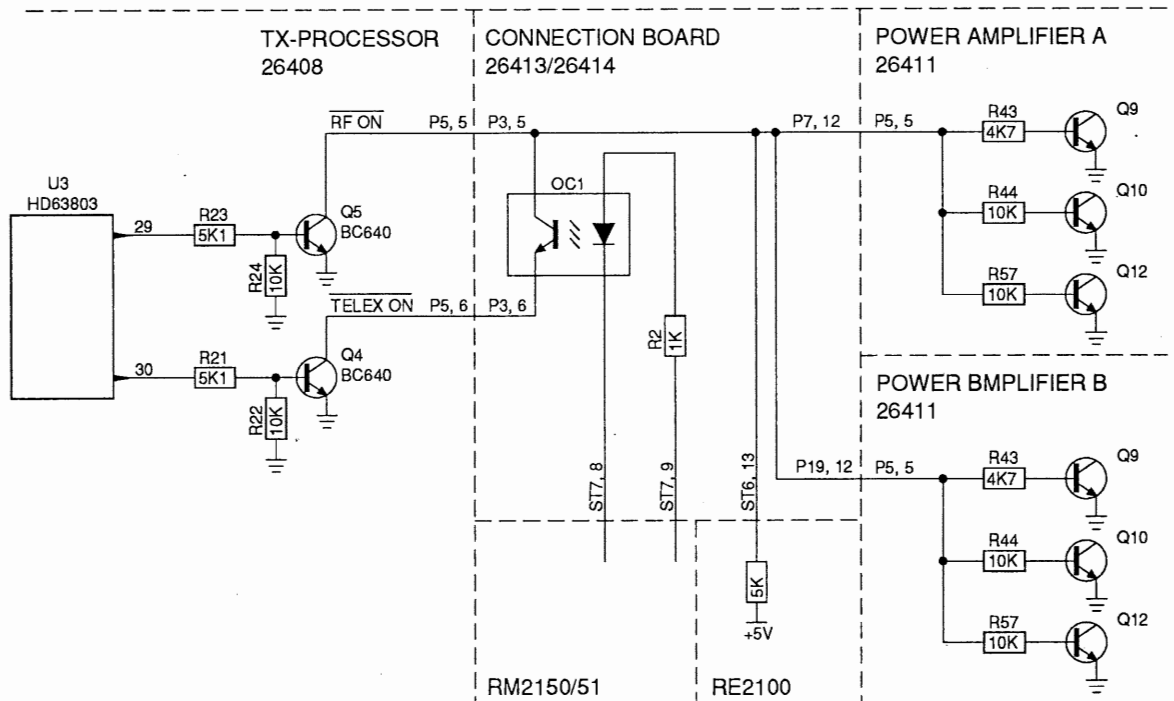 TX-PROCESSOR
26408
CONNECTION BOARD
26413/26414
POWER AMPLIFIER A
26411
RF ON
P5, 5
P3, 5
P7, 12
P5, 5
R43
4K7
Q9
OC1
U3
HD63803
29
R23
5K1
Q5
BC640
R24
10K
R44
10K
Q10
R57
10K
Q12
TELEX ON
P5, 6
P3, 6
R2
1K
30
R21
5K1
Q4
BC640
R22
10K
POWER BMPLIFIER B
26411
ST7, 8
ST7, 9
ST6, 13
P19, 12
P5, 5
R43
4K7
Q9
R44
10K
Q10
5K
+5V
R57
10K
Q12
RM2150/51
RE2100